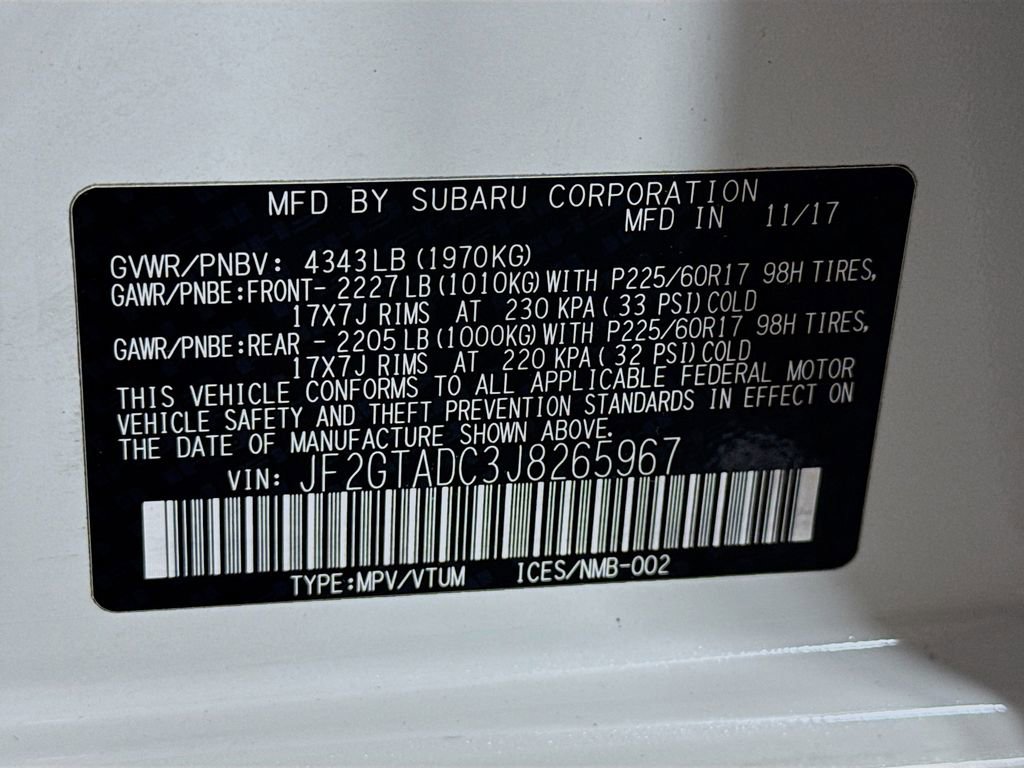 MFD BY SUBARU CORPORATION
MFD IN 11/17
GVWR/PNBV: 4343LB (1970KG)
GAWR/PNBE:FRONT- 2227LB (1010KG)WITH P225/60R17 98H TIRES,
17X7J RIMS AT 230 KPA( 33 PSI)COLD
GAWR/PNBE:REAR - 2205LB (1000KG)WITH P225/60R17 98H TIRES,
17X7J RIMS AT 220 KPA( 32 PSI)COLD
THIS VEHICLE CONFORMS TO ALL APPLICABLE FEDERAL MOTOR
VEHICLE SAFETY AND THEFT PREVENTION STANDARDS IN EFFECT ON
THE DATE OF MANUFACTURE SHOWN ABOVE.
VIN: JF2GTADC3J8265967
TYPE:MPV/VTUM ICES/NMB-002